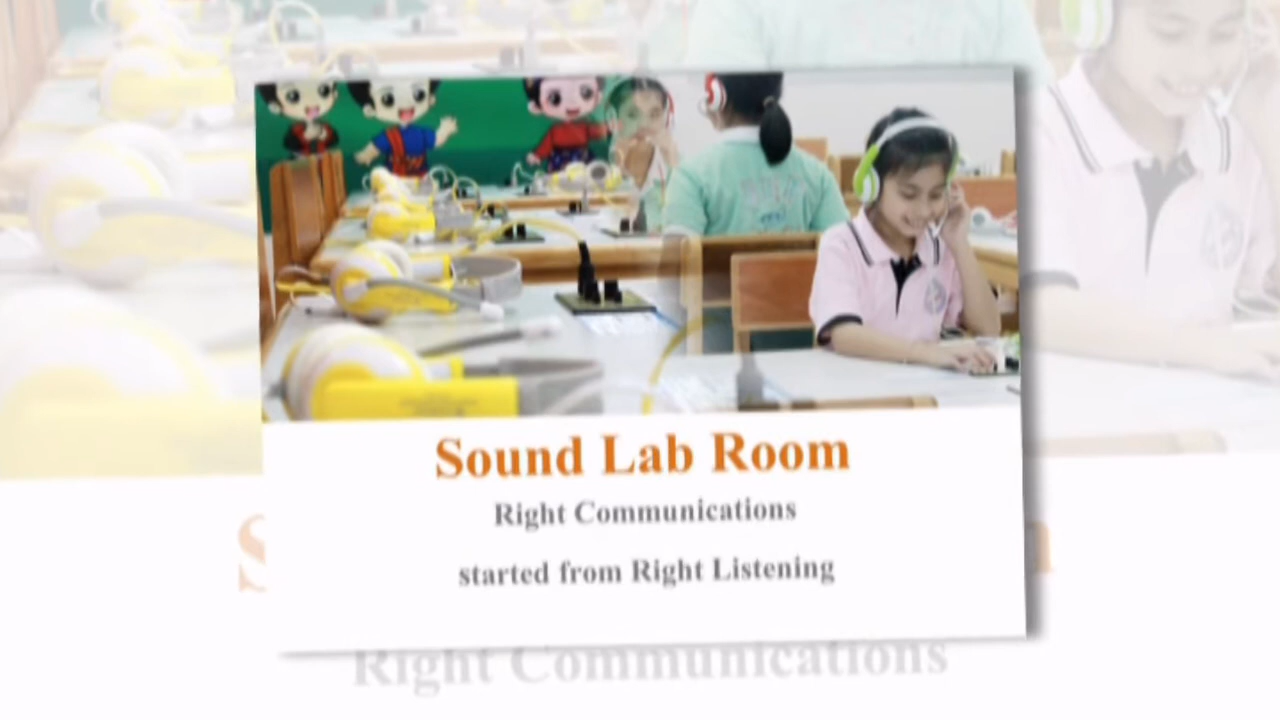 Sound Lab Room
Right Communications
started from Right Listening
Right Communications